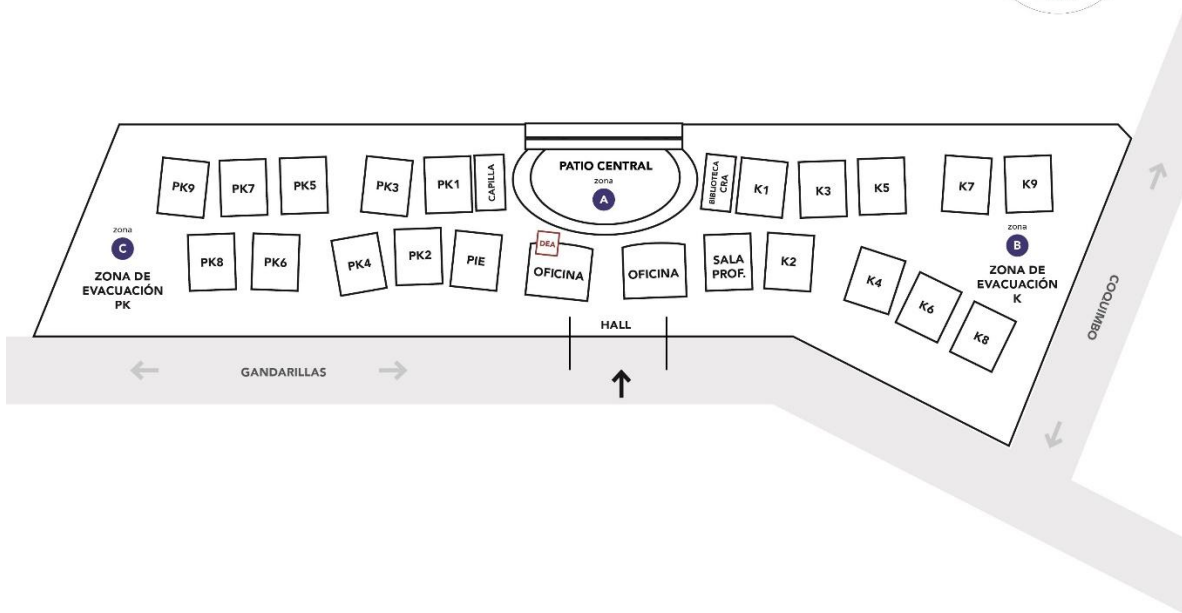 PATIO CENTRAL
zona
A
PK9
PK7
PK5
PK3
PK1
CAPILLA
BIBLIOTECA
CRA
K1
K3
K5
K7
K9
zona
C
ZONA DE
EVACUACIÓN
PK
PK8
PK6
PK4
PK2
PIE
DEA
OFICINA
OFICINA
SALA
PROF.
K2
K4
K6
K8
zona
B
ZONA DE
EVACUACIÓN
K
HALL
GANDARILLAS
COQUIMBO